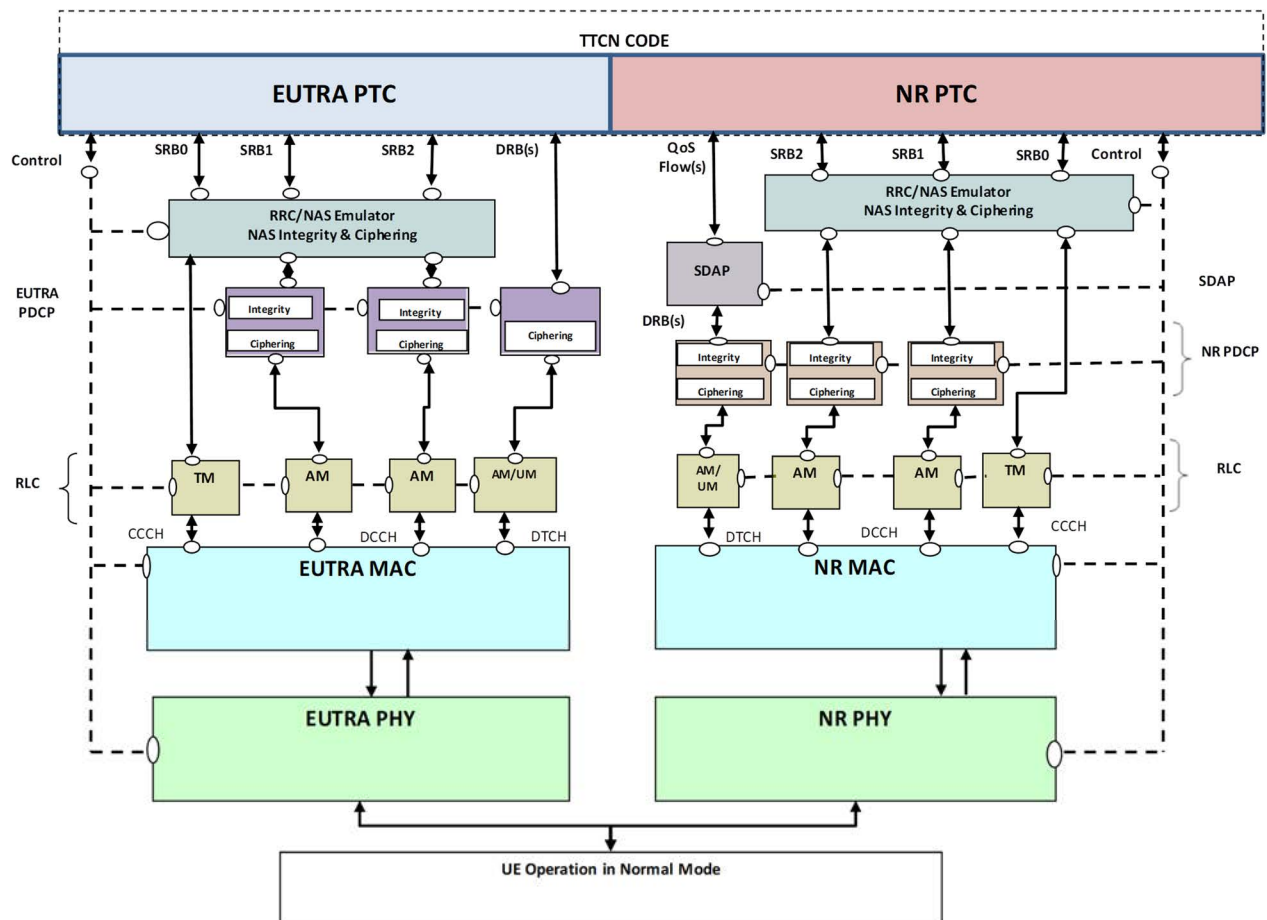 TTCN CODE
EUTRA PTC
NR PTC
Control
SRB0
SRB1
SRB2
DRB(s)
QoS
Flow(s)
SRB2
SRB1
SRB0
Control
RRC/NAS Emulator
NAS Integrity & Ciphering
RRC/NAS Emulator
NAS Integrity & Ciphering
EUTRA
PDCP
Integrity
Ciphering
Integrity
Ciphering
Ciphering
SDAP
SDAP
DRB(s)
Integrity
Ciphering
Integrity
Ciphering
Integrity
Ciphering
NR PDCP
RLC
TM
AM
AM
AM/UM
AM/
UM
AM
AM
TM
RLC
CCCH
DCCH
DTCH
DTCH
DCCH
CCCH
EUTRA MAC
NR MAC
EUTRA PHY
NR PHY
UE Operation in Normal Mode